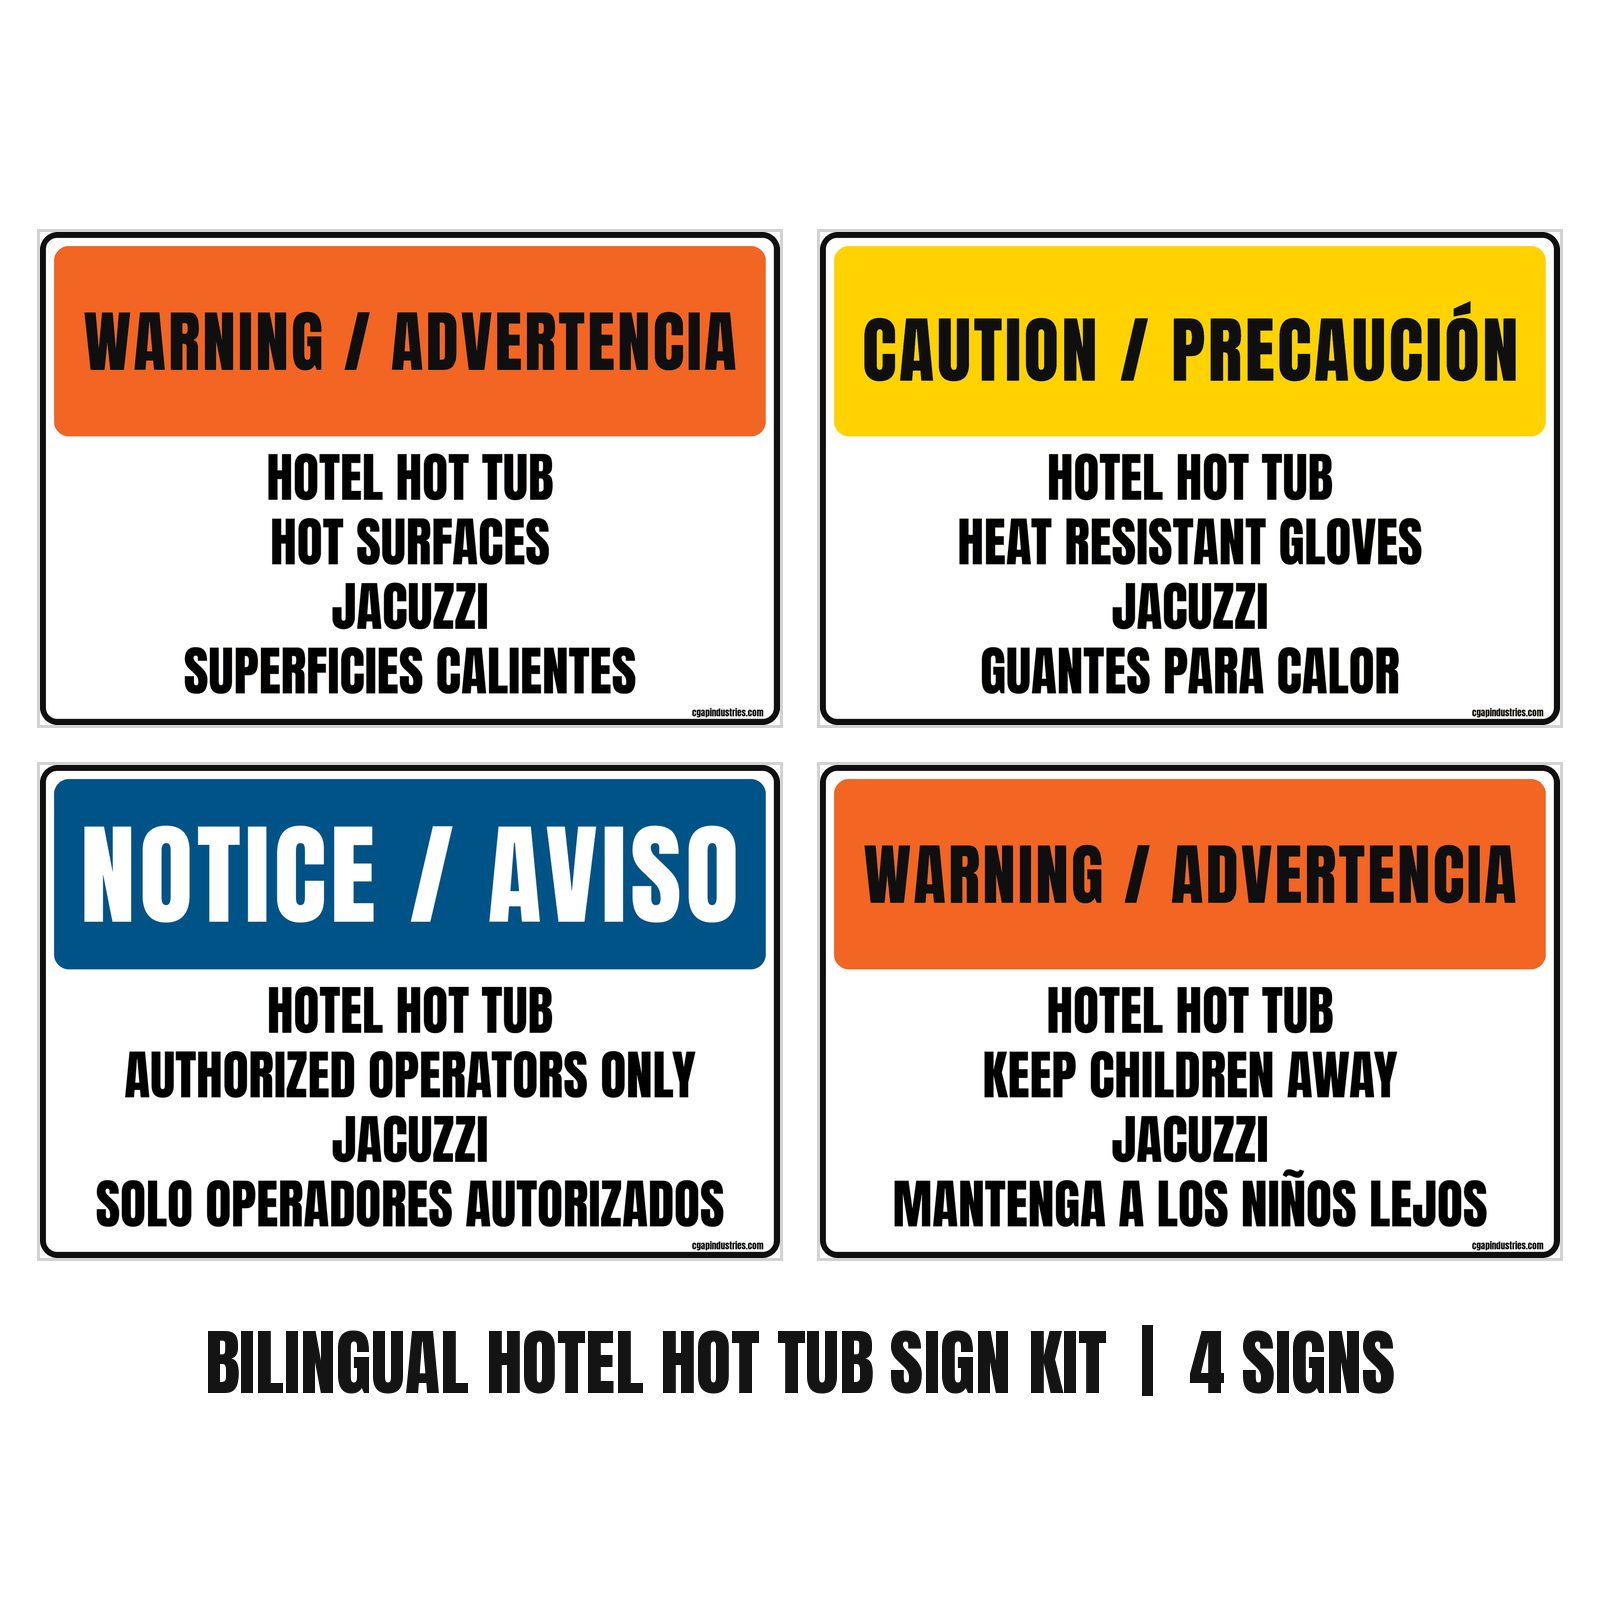 WARNING / ADVERTENCIA
HOTEL HOT TUB
HOT SURFACES
JACUZZI
SUPERFICIES CALIENTES
cgapindustries.com
CAUTION / PRECAUCIÓN
HOTEL HOT TUB
HEAT RESISTANT GLOVES
JACUZZI
GUANTES PARA CALOR
cgapindustries.com
NOTICE / AVISO
HOTEL HOT TUB
AUTHORIZED OPERATORS ONLY
JACUZZI
SOLO OPERADORES AUTORIZADOS
cgapindustries.com
WARNING / ADVERTENCIA
HOTEL HOT TUB
KEEP CHILDREN AWAY
JACUZZI
MANTENGA A LOS NIÑOS LEJOS
cgapindustries.com
BILINGUAL HOTEL HOT TUB SIGN KIT | 4 SIGNS